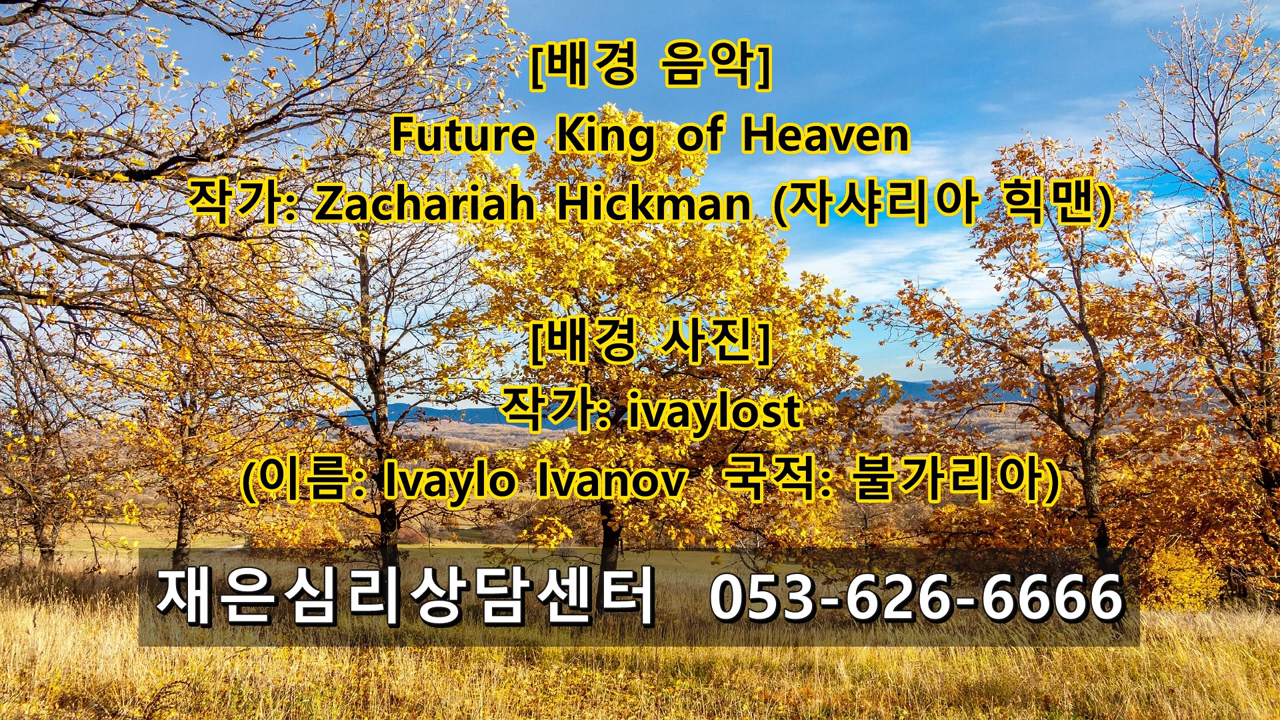 [배경 음악]
Future King of Heaven
작가: Zachariah Hickman (자샤리아 힉맨)
[배경 사진]
작가: ivaylost
(이름: Ivaylo Ivanov 국적: 불가리아)
재은심리상담센터 053-626-6666